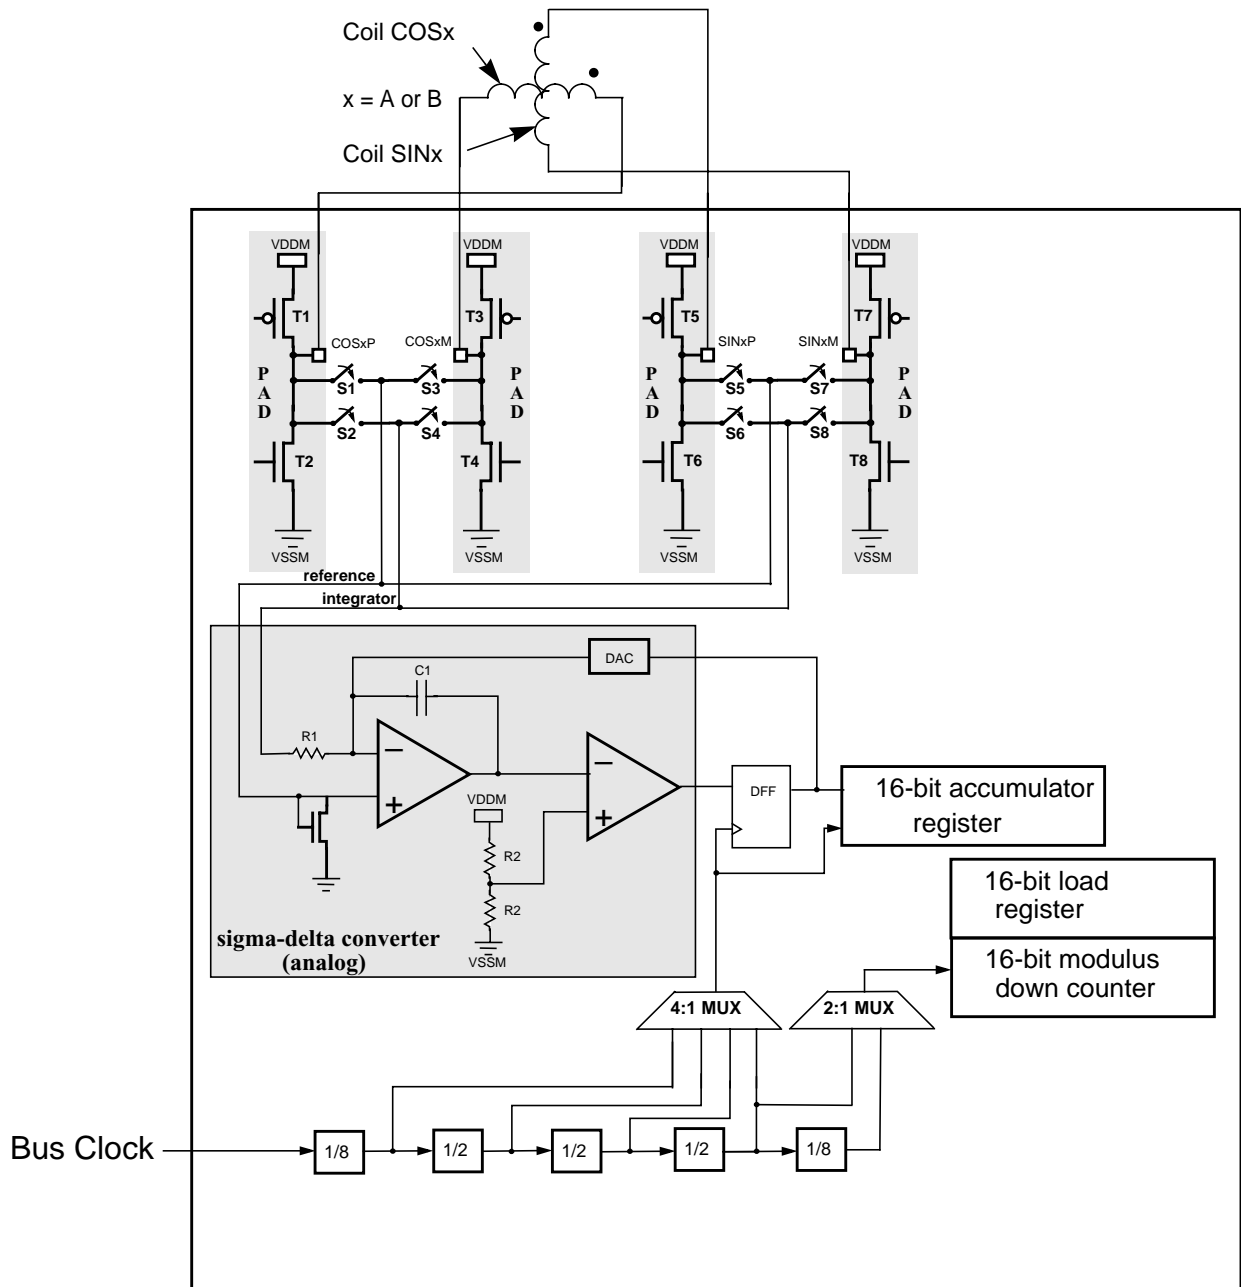 Coil COSx
x = A or B
Coil SINx
VDDM
VDDM
VDDM
VDDM
T1
T3
T5
T7
COSxP
COSxM
SINxP
SINxM
P
A
D
P
A
D
P
A
D
P
A
D
S1
S3
S5
S7
S2
S4
S6
S8
T2
T4
T6
T8
VSSM
VSSM
VSSM
VSSM
reference
integrator
DAC
C1
R1
VDDM
DFF
16-bit accumulator
register
R2
R2
16-bit load
register
sigma-delta converter
(analog)
VSSM
16-bit modulus
down counter
4:1 MUX
2:1 MUX
Bus Clock
1/8
1/2
1/2
1/2
1/8